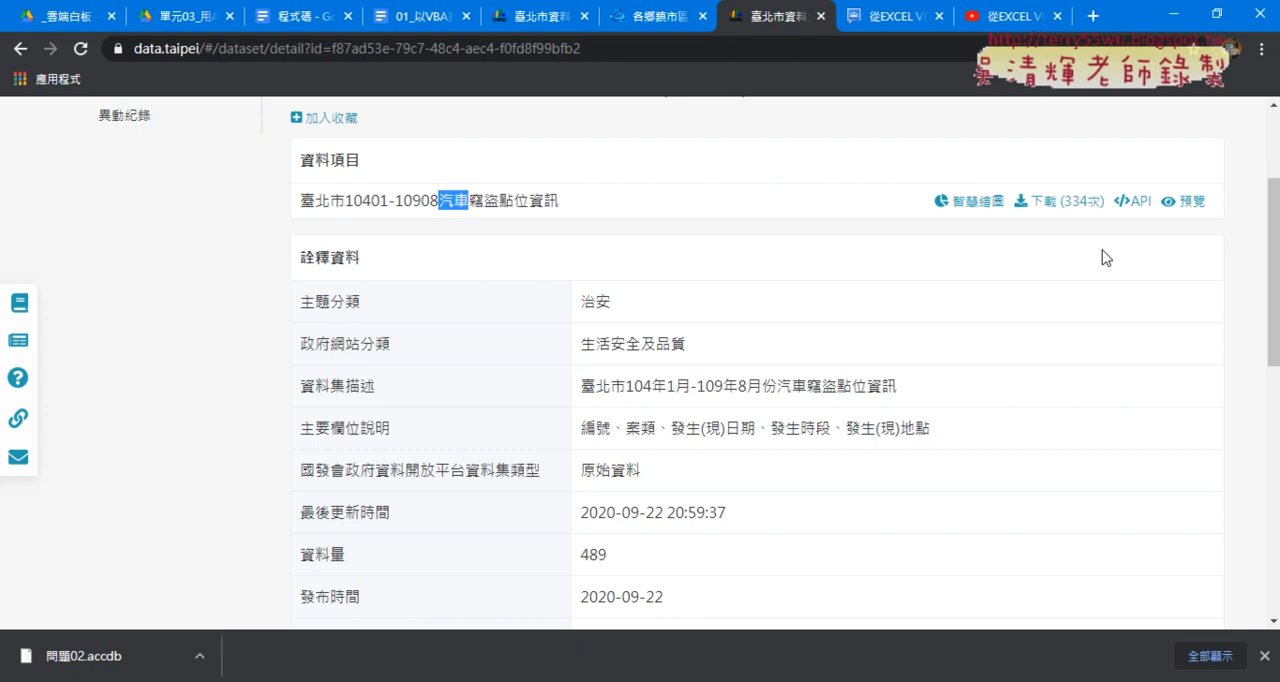 _雲端白板
單元03_用
程式碼 - Go
01_以VBA
臺北市資料
各鄉鎮市區
臺北市資料
從EXCEL V
從EXCEL V
data.taipei/#/dataset/detail?id=f87ad53e-79c7-48c4-aec4-f0fd8f99bfb2
http://terry55wu.blogspot.tw
吳清輝老師錄製
應用程式
異動紀錄
加入收藏
資料項目
臺北市10401-10908汽車竊盜點位資訊 智慧繪圖 下載 (334次) API 預覽
詮釋資料
主題分類 治安
政府網站分類 生活安全及品質
資料集描述 臺北市104年1月-109年8月份汽車竊盜點位資訊
主要欄位說明 編號、案類、發生(現)日期、發生時段、發生(現)地點
國發會政府資料開放平台資料集類型 原始資料
最後更新時間 2020-09-22 20:59:37
資料量 489
發布時間 2020-09-22
問題02.accdb 全部顯示